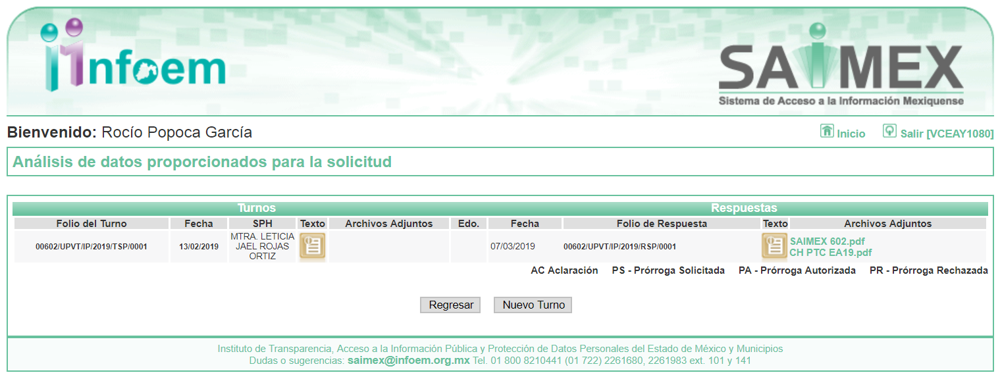 infoem
SAIMEX
Sistema de Acceso a la Información Mexiquense
Bienvenido: Rocío Popoca García
Inicio Salir [VCEAY1080]
Análisis de datos proporcionados para la solicitud
Turnos Respuestas
Folio del Turno Fecha SPH Texto Archivos Adjuntos Edo. Fecha Folio de Respuesta Texto Archivos Adjuntos
00602/UPVT/IP/2019/TSP/0001 13/02/2019 MTRA. LETICIA
JAEL ROJAS
ORTIZ
07/03/2019 00602/UPVT/IP/2019/RSP/0001 SAIMEX 602.pdf
CH PTC EA19.pdf
AC Aclaración PS - Prórroga Solicitada PA - Prórroga Autorizada PR - Prórroga Rechazada
Regresar Nuevo Turno
Instituto de Transparencia, Acceso a la Información Pública y Protección de Datos Personales del Estado de México y Municipios
Dudas o sugerencias: saimex@infoem.org.mx Tel. 01 800 8210441 (01 722) 2261680, 2261983 ext. 101 y 141